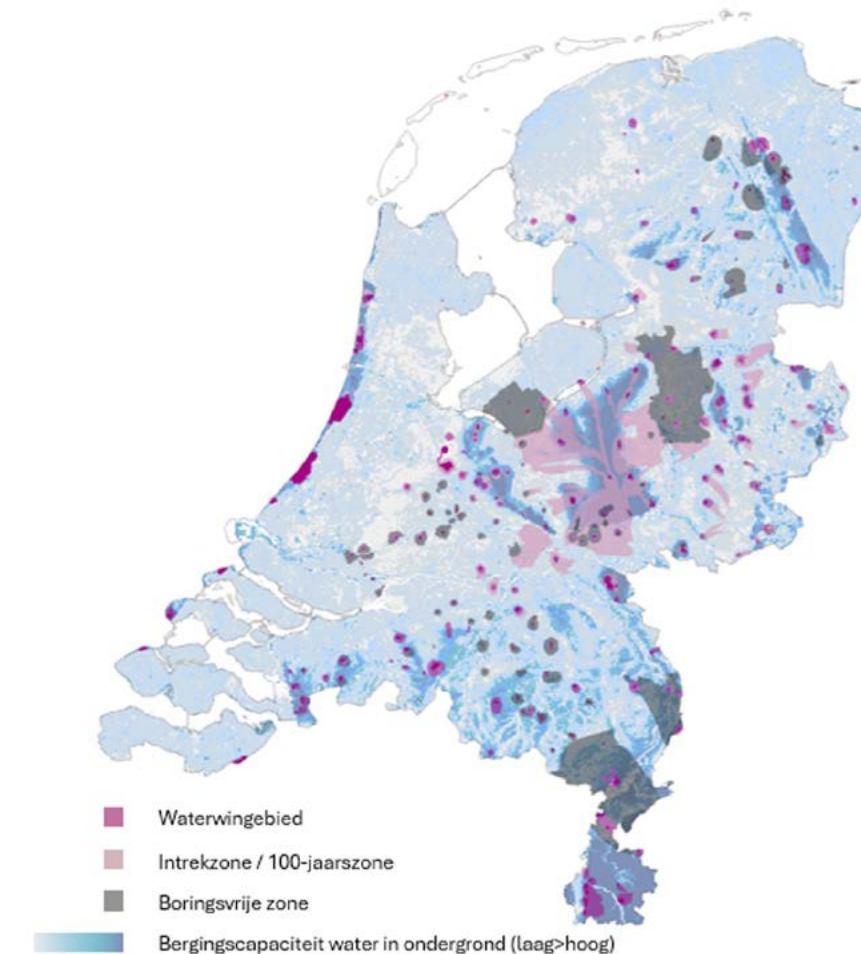 Waterwingebied
Intrekzone / 100-jaarszone
Boringsvrije zone
Bergingscapaciteit water in ondergrond (laag>hoog)